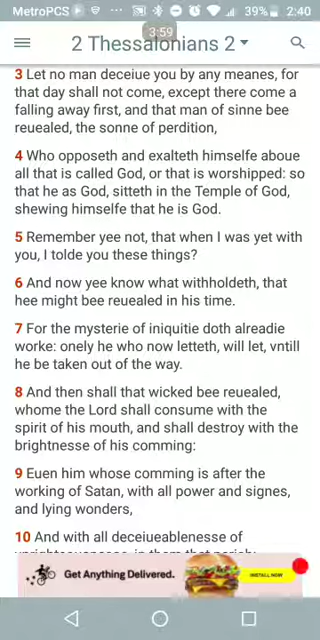 MetroPCS 39% 2:40
3:59
2 Thessalonians 2
3 Let no man deceiue you by any meanes, for
that day shall not come, except there come a
falling away first, and that man of sinne bee
reuealed, the sonne of perdition,
4 Who opposeth and exalteth himselfe aboue
all that is called God, or that is worshipped: so
that he as God, sitteth in the Temple of God,
shewing himselfe that he is God.
5 Remember yee not, that when I was yet with
you, I tolde you these things?
6 And now yee know what withholdeth, that
hee might bee reuealed in his time.
7 For the mysterie of iniquitie doth alreadie
worke: onely he who now letteth, will let, vntill
he be taken out of the way.
8 And then shall that wicked bee reuealed,
whome the Lord shall consume with the
spirit of his mouth, and shall destroy with the
brightnesse of his comming:
9 Euen him whose comming is after the
working of Satan, with all power and signes,
and lying wonders,
10 And with all deceiueablenesse of
Get Anything Delivered.
INSTALL NOW